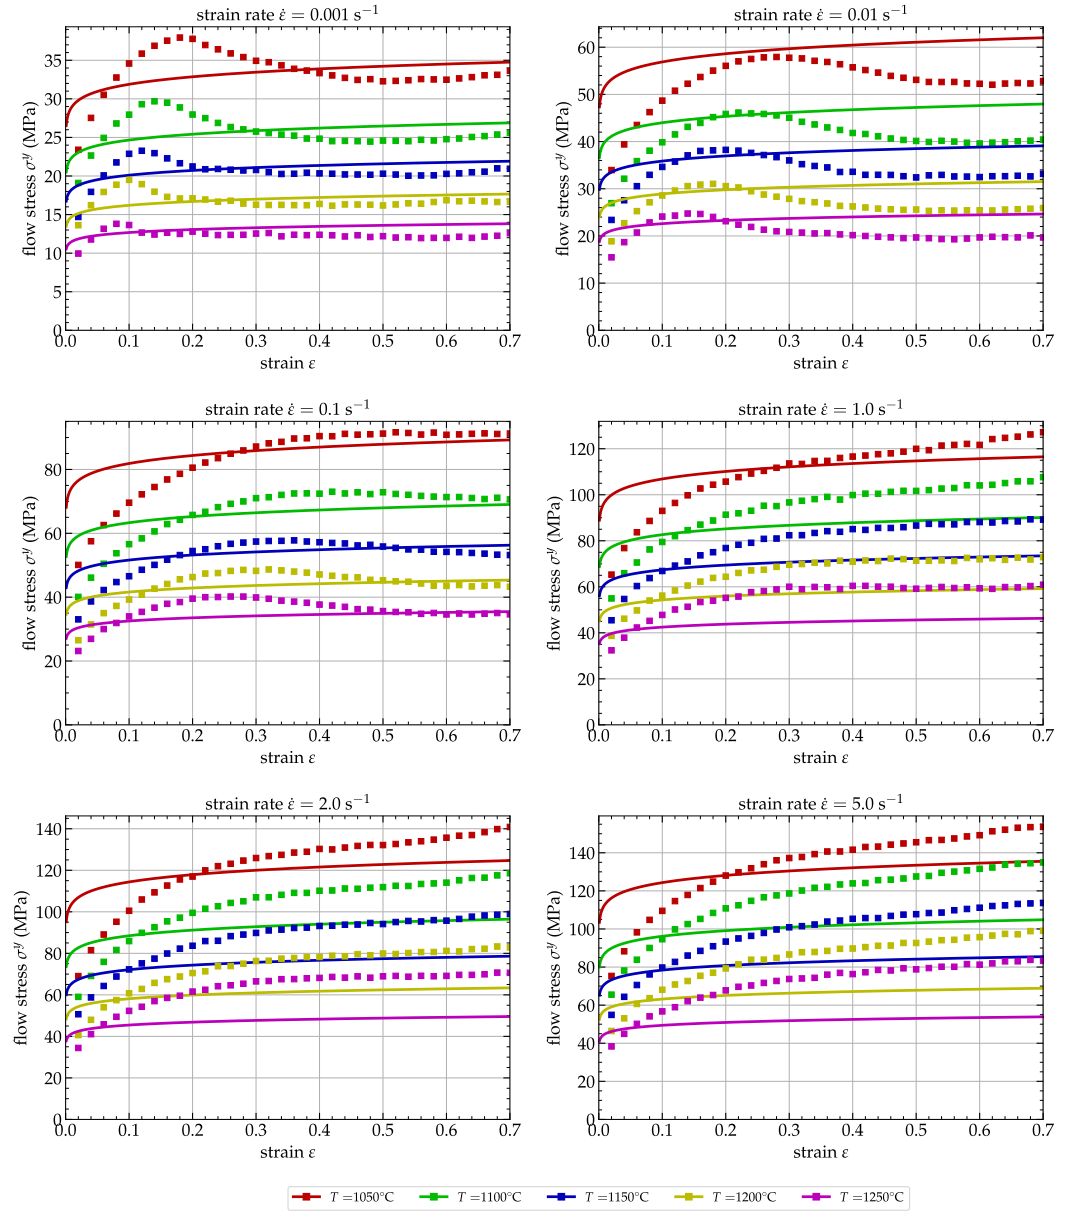 strain rate ε̇ = 0.001 s⁻¹
flow stress σʸ (MPa)
35
30
25
20
15
10
5
0
0.0 0.1 0.2 0.3 0.4 0.5 0.6 0.7
strain ε
strain rate ε̇ = 0.01 s⁻¹
flow stress σʸ (MPa)
60
50
40
30
20
10
0
0.0 0.1 0.2 0.3 0.4 0.5 0.6 0.7
strain ε
strain rate ε̇ = 0.1 s⁻¹
flow stress σʸ (MPa)
80
60
40
20
0
0.0 0.1 0.2 0.3 0.4 0.5 0.6 0.7
strain ε
strain rate ε̇ = 1.0 s⁻¹
flow stress σʸ (MPa)
120
100
80
60
40
20
0
0.0 0.1 0.2 0.3 0.4 0.5 0.6 0.7
strain ε
strain rate ε̇ = 2.0 s⁻¹
flow stress σʸ (MPa)
140
120
100
80
60
40
20
0
0.0 0.1 0.2 0.3 0.4 0.5 0.6 0.7
strain ε
strain rate ε̇ = 5.0 s⁻¹
flow stress σʸ (MPa)
140
120
100
80
60
40
20
0
0.0 0.1 0.2 0.3 0.4 0.5 0.6 0.7
strain ε
T =1050°C T =1100°C T =1150°C T =1200°C T =1250°C